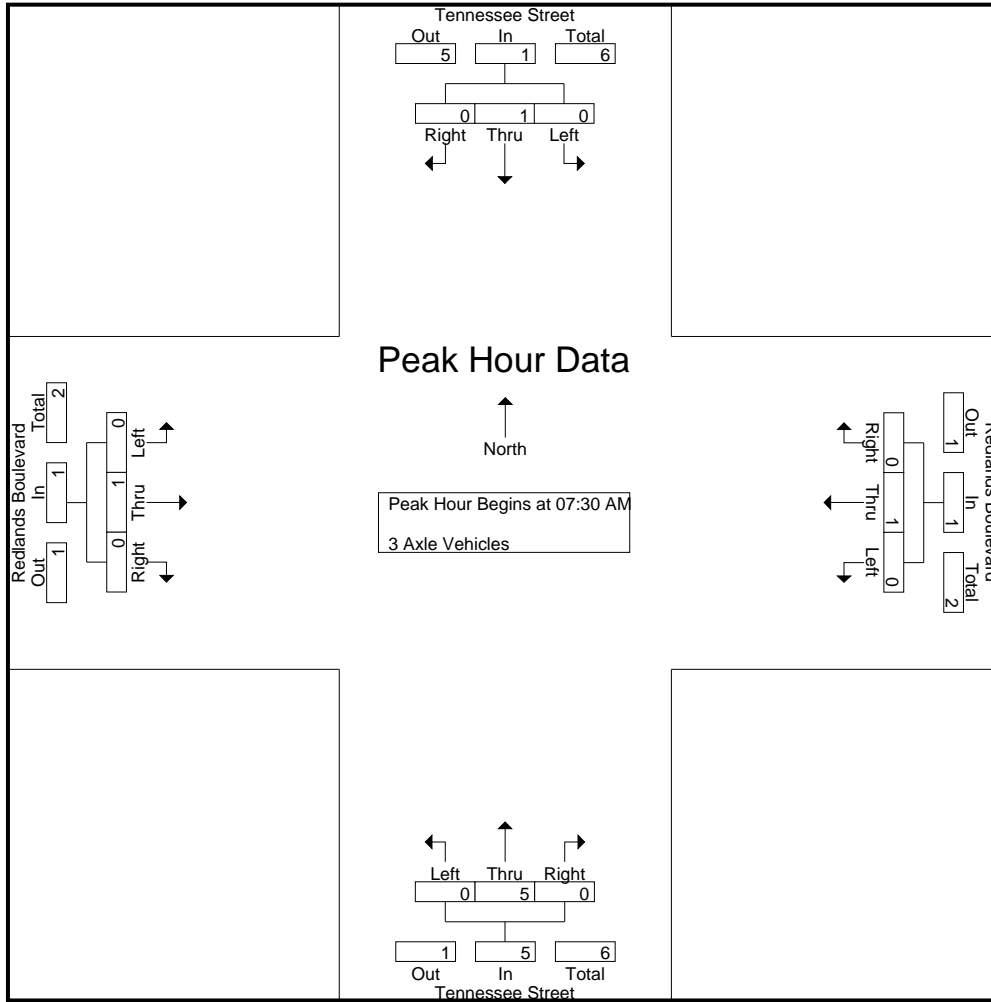 Tennessee Street
Out In Total
5 1 6
0 1 0
Right Thru Left
Peak Hour Data
North
Peak Hour Begins at 07:30 AM
3 Axle Vehicles
Redlands Boulevard
Out In Total
1 1 2
Left Thru Right
0 1 0
Redlands Boulevard
Out In Total
1 1 2
Right Thru Left
0 1 0
Left Thru Right
0 5 0
1 5 6
Out In Total
Tennessee Street